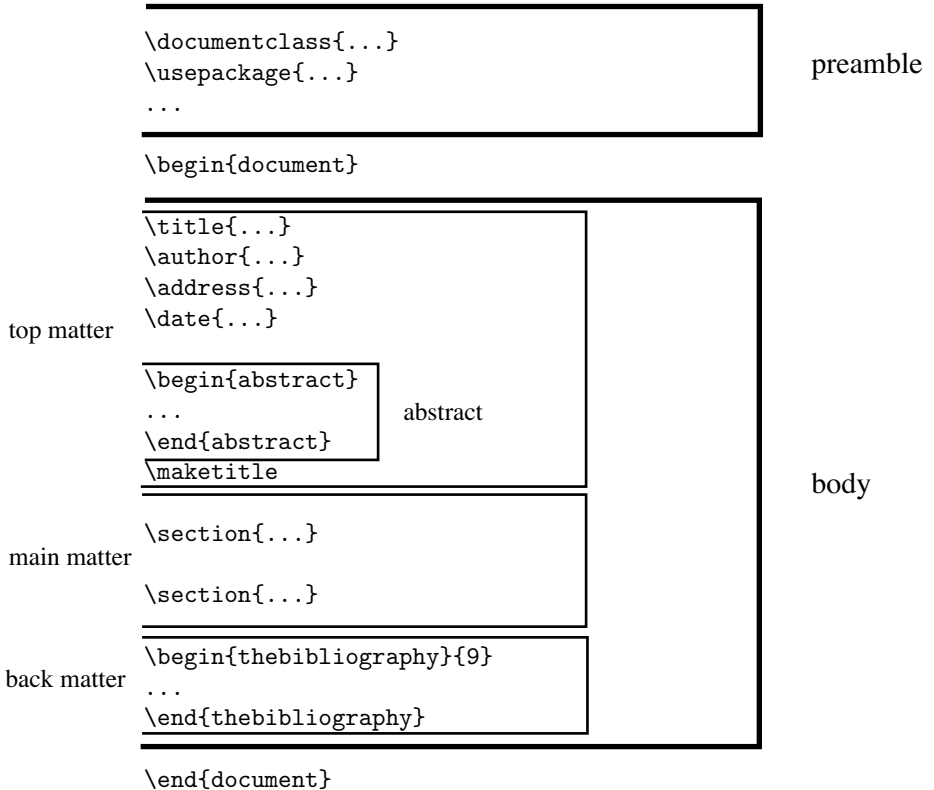 \documentclass{...}
\usepackage{...}
...
preamble
\begin{document}
\title{...}
\author{...}
\address{...}
\date{...}
top matter
\begin{abstract}
...
\end{abstract}
abstract
\maketitle
body
\section{...}
main matter
\section{...}
\begin{thebibliography}{9}
back matter
...
\end{thebibliography}
\end{document}